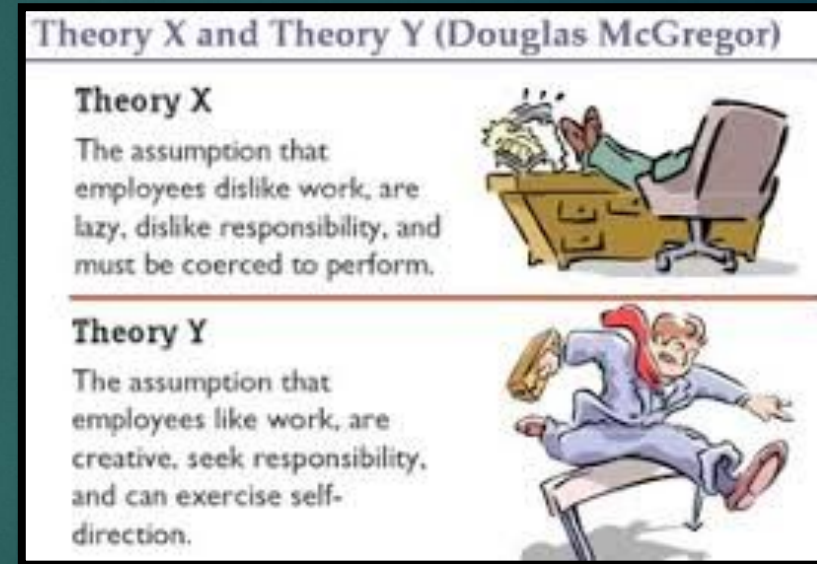 Theory X and Theory Y (Douglas McGregor)
Theory X
The assumption that
employees dislike work, are
lazy, dislike responsibility, and
must be coerced to perform.
Theory Y
The assumption that
employees like work, are
creative, seek responsibility,
and can exercise self-
direction.